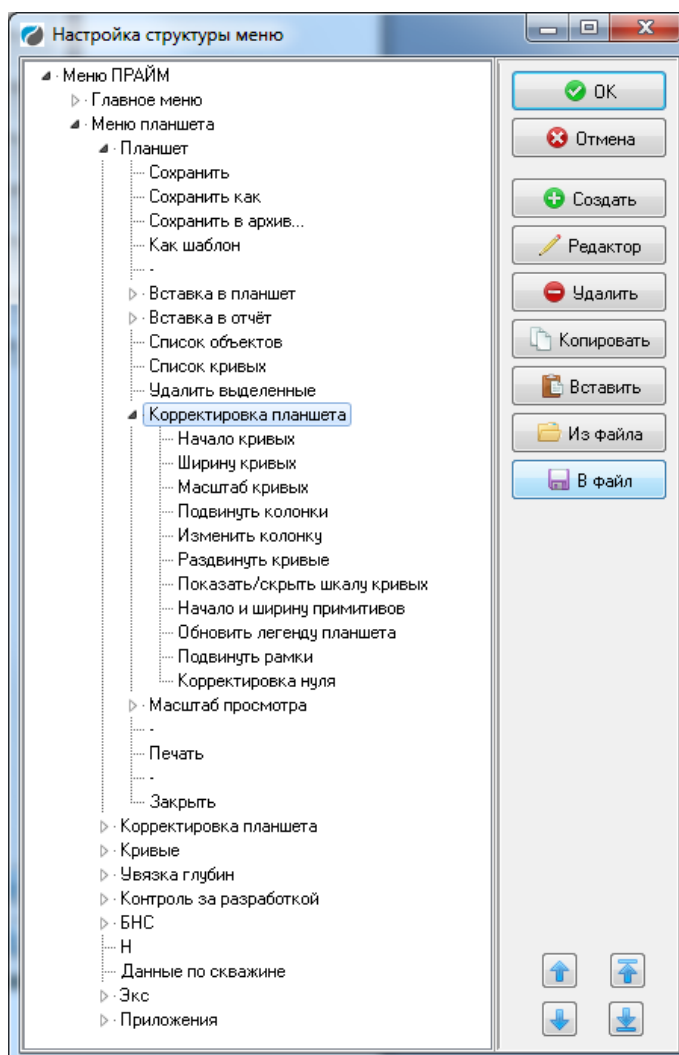 Настройка структуры меню
Меню ПРАЙМ
Главное меню
Меню планшета
Планшет
Сохранить
Сохранить как
Сохранить в архив...
Как шаблон
-
Вставка в планшет
Вставка в отчёт
Список объектов
Список кривых
Удалить выделенные
Корректировка планшета
Начало кривых
Ширину кривых
Масштаб кривых
Подвинуть колонки
Изменить колонку
Раздвинуть кривые
Показать/скрыть шкалу кривых
Начало и ширину примитивов
Обновить легенду планшета
Подвинуть рамки
Корректировка нуля
Масштаб просмотра
-
Печать
-
Закрыть
Корректировка планшета
Кривые
Увязка глубин
Контроль за разработкой
БНС
Н
Данные по скважине
Экс
Приложения
OK
Отмена
Создать
Редактор
Удалить
Копировать
Вставить
Из файла
В файл